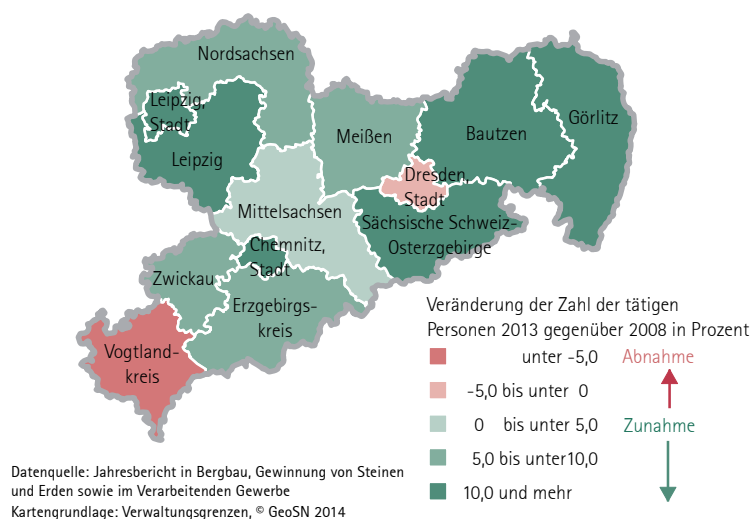 Nordsachsen
Leipzig,
Stadt
Leipzig
Meißen
Bautzen
Görlitz
Dresden,
Stadt
Mittelsachsen
Sächsische Schweiz-
Osterzgebirge
Chemnitz,
Stadt
Zwickau
Erzgebirgs-
kreis
Vogtland-
kreis
Veränderung der Zahl der tätigen
Personen 2013 gegenüber 2008 in Prozent
unter -5,0 Abnahme
-5,0 bis unter 0
0 bis unter 5,0 Zunahme
5,0 bis unter10,0
10,0 und mehr
Datenquelle: Jahresbericht in Bergbau, Gewinnung von Steinen
und Erden sowie im Verarbeitenden Gewerbe
Kartengrundlage: Verwaltungsgrenzen, © GeoSN 2014